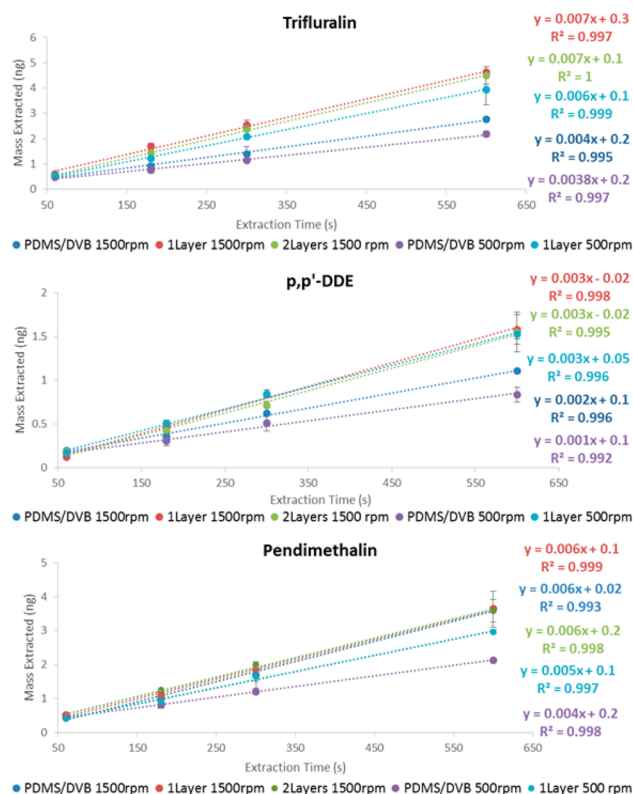 Trifluralin
y = 0.007x + 0.3
R² = 0.997
y = 0.007x + 0.1
R² = 1
y = 0.006x + 0.1
R² = 0.999
y = 0.004x + 0.2
R² = 0.995
y = 0.0038x + 0.2
R² = 0.997
Mass Extracted (ng)
6
5
4
3
2
1
0
50 150 250 350 450 550 650
Extraction Time (s)
PDMS/DVB 1500rpm 1Layer 1500rpm 2Layers 1500 rpm PDMS/DVB 500rpm 1Layer 500rpm
p,p'-DDE
y = 0.003x - 0.02
R² = 0.998
y = 0.003x - 0.02
R² = 0.995
y = 0.003x + 0.05
R² = 0.996
y = 0.002x + 0.1
R² = 0.996
y = 0.001x + 0.1
R² = 0.992
Mass Extracted (ng)
2
1.5
1
0.5
0
50 150 250 350 450 550 650
Extraction Time (s)
PDMS/DVB 1500rpm 1Layer 1500rpm 2Layers 1500 rpm PDMS/DVB 500rpm 1Layer 500rpm
Pendimethalin
y = 0.006x + 0.1
R² = 0.999
y = 0.006x + 0.02
R² = 0.993
y = 0.006x + 0.2
R² = 0.998
y = 0.005x + 0.1
R² = 0.997
y = 0.004x + 0.2
R² = 0.998
Mass Extracted (ng)
5
4
3
2
1
0
50 150 250 350 450 550 650
Extraction Time (s)
PDMS/DVB 1500rpm 1Layer 1500rpm 2Layers 1500rpm PDMS/DVB 500rpm 1Layer 500 rpm